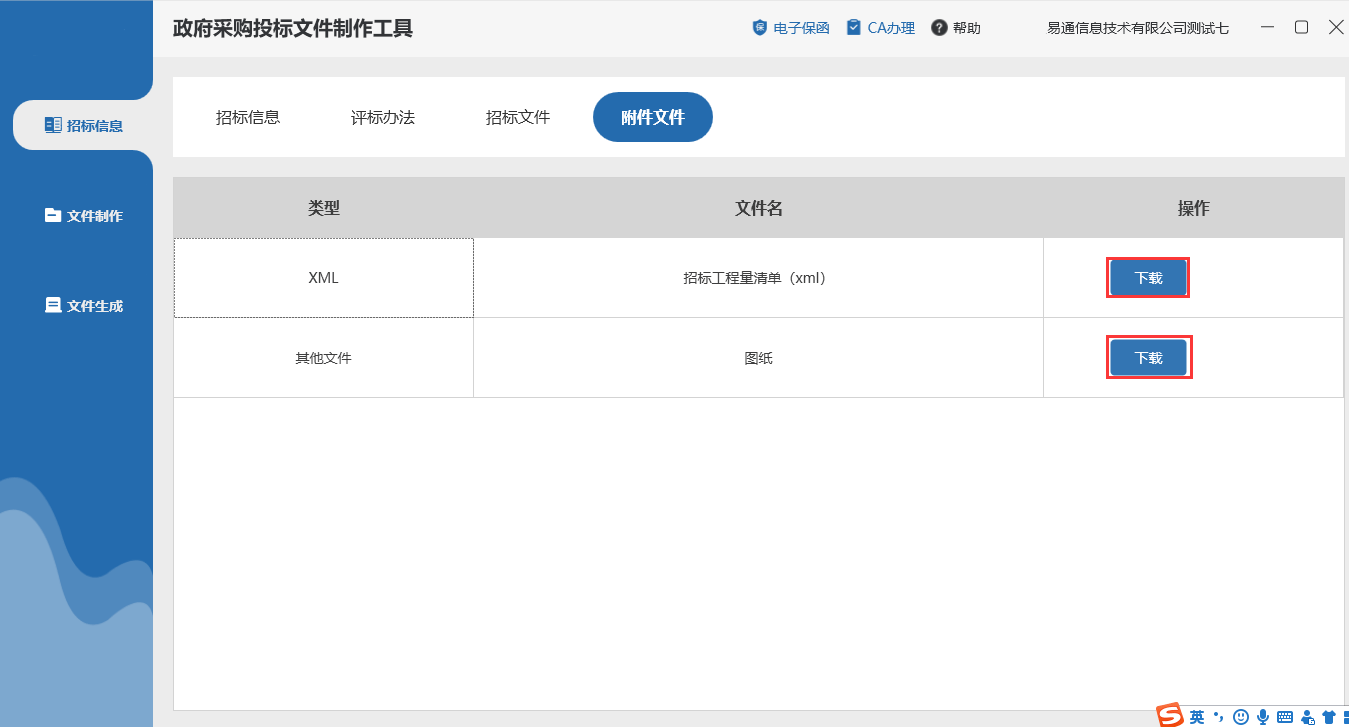 政府采购投标文件制作工具
电子保函
CA办理
帮助
易通信息技术有限公司测试七
招标信息
文件制作
文件生成
招标信息
评标办法
招标文件
附件文件
类型
文件名
操作
XML
招标工程量清单（xml）
下载
其他文件
图纸
下载
英